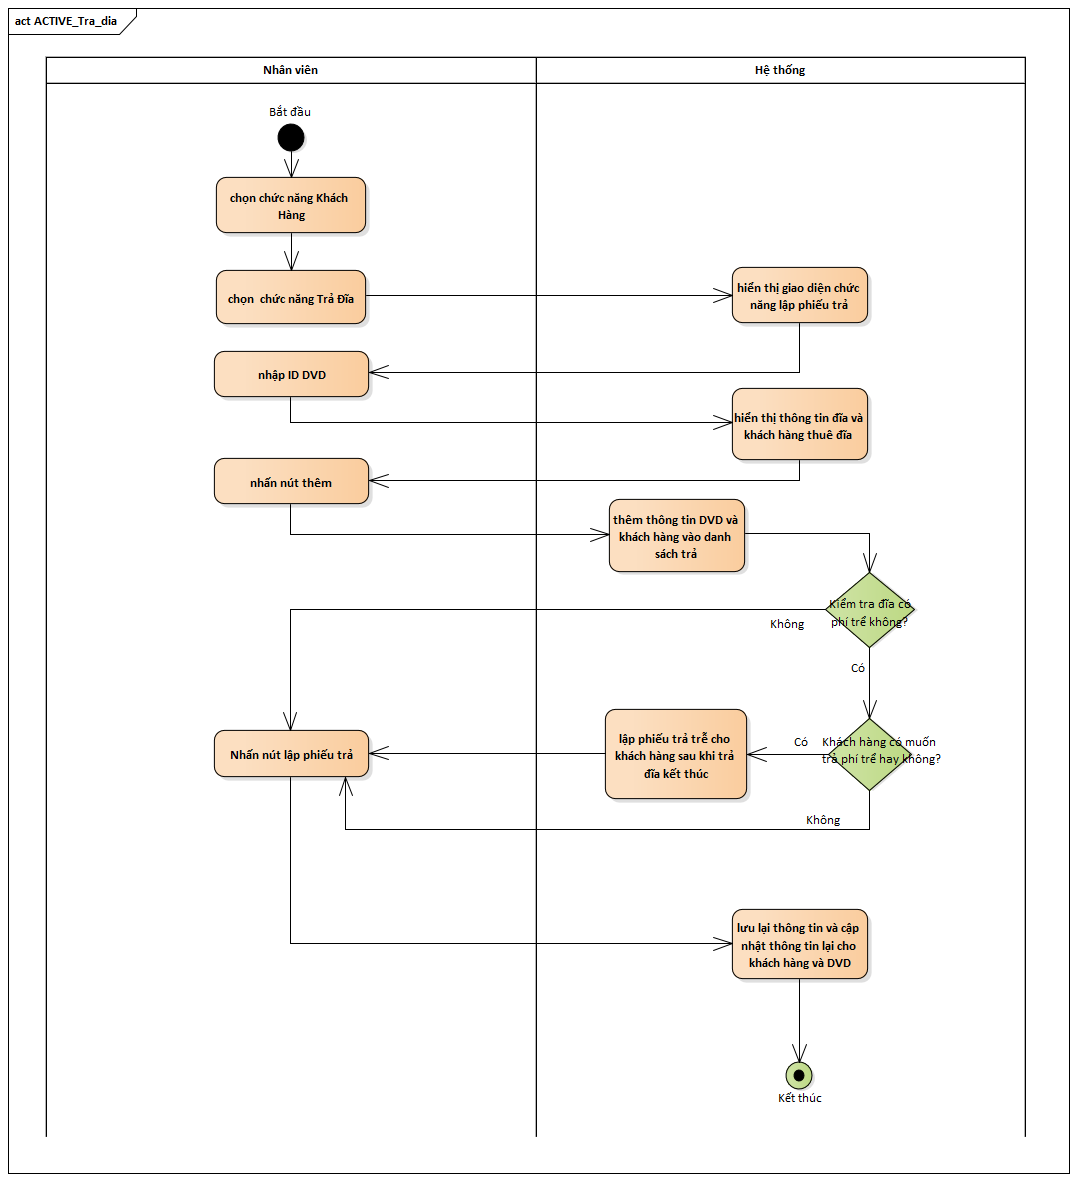 act ACTIVE_Tra_dia
Nhân viên
Hệ thống
Bắt đầu
chọn chức năng Khách
Hàng
chọn  chức năng Trả Đĩa
hiển thị giao diện chức
năng lập phiếu trả
nhập ID DVD
hiển thị thông tin đĩa và
khách hàng thuê đĩa
nhấn nút thêm
thêm thông tin DVD và
khách hàng vào danh
sách trả
Kiểm tra đĩa có
phí trể không?
Không
Có
Nhấn nút lập phiếu trả
lập phiếu trả trễ cho
khách hàng sau khi trả
đĩa kết thúc
Có
Khách hàng có muốn
trả phí trể hay không?
Không
lưu lại thông tin và cập
nhật thông tin lại cho
khách hàng và DVD
Kết thúc